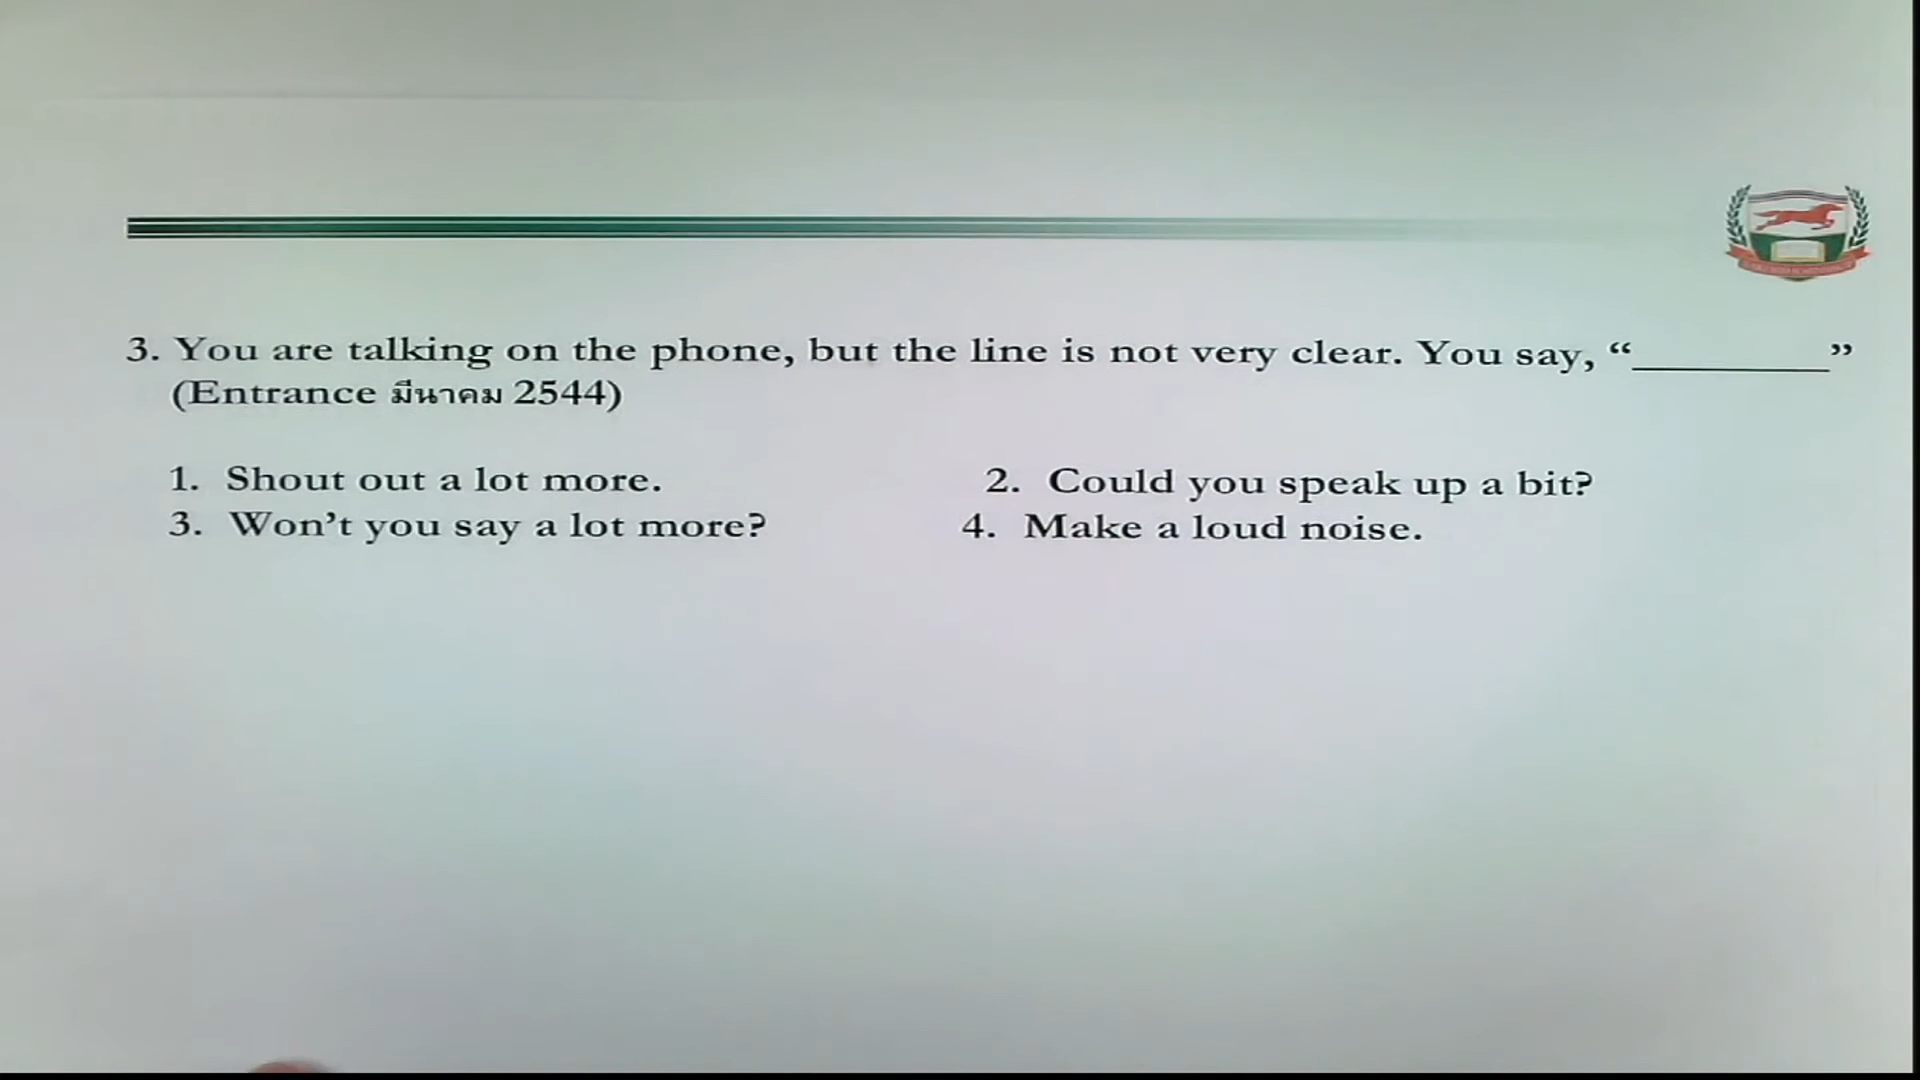 3. You are talking on the phone, but the line is not very clear. You say, “__________”
(Entrance มีนาคม 2544)
1. Shout out a lot more.
2. Could you speak up a bit?
3. Won’t you say a lot more?
4. Make a loud noise.